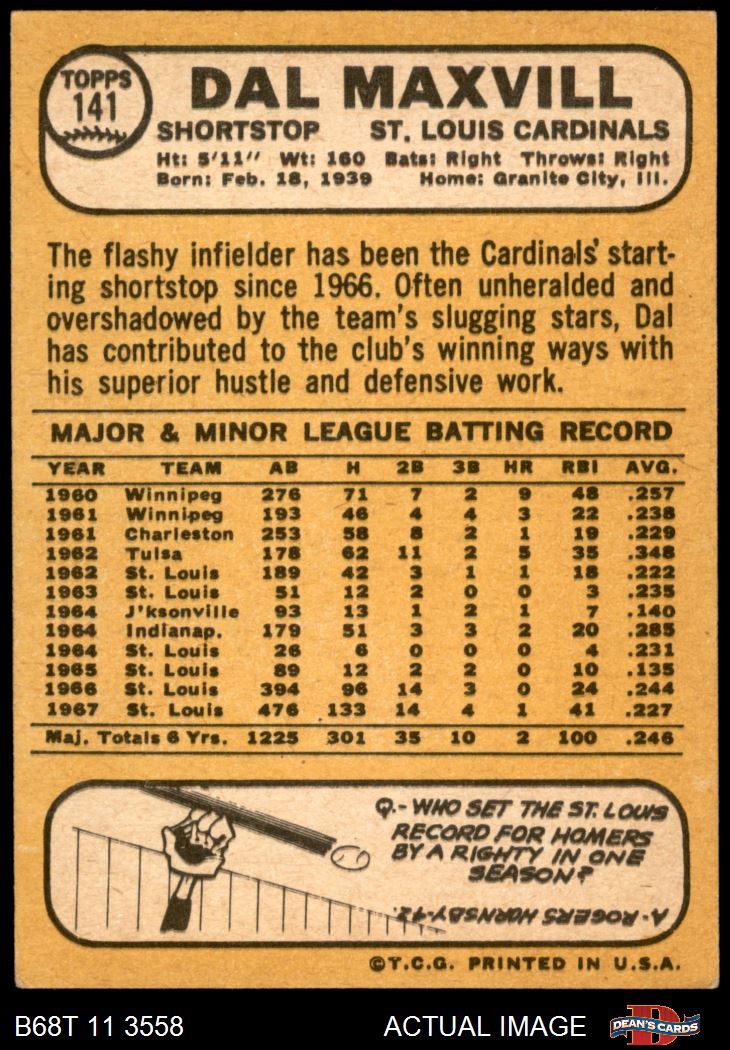 TOPPS
141
DAL MAXVILL
SHORTSTOP ST. LOUIS CARDINALS
Ht: 5'11" Wt: 160 Bats: Right Throws: Right
Born: Feb. 18, 1939 Home: Granite City, Ill.
The flashy infielder has been the Cardinals' start-
ing shortstop since 1966. Often unheralded and
overshadowed by the team's slugging stars, Dal
has contributed to the club's winning ways with
his superior hustle and defensive work.
MAJOR & MINOR LEAGUE BATTING RECORD
YEAR TEAM AB H 2B 3B HR RBI AVG.
1960 Winnipeg 276 71 7 2 9 48 .257
1961 Winnipeg 193 46 4 4 3 22 .238
1961 Charleston 253 58 8 2 1 19 .229
1962 Tulsa 178 62 11 2 5 35 .348
1962 St. Louis 189 42 3 1 1 18 .222
1963 St. Louis 51 12 2 0 0 3 .235
1964 J'ksonville 93 13 1 2 1 7 .140
1964 Indianap. 179 51 3 3 2 20 .285
1964 St. Louis 26 6 0 0 0 4 .231
1965 St. Louis 89 12 2 2 0 10 .135
1966 St. Louis 394 96 14 3 0 24 .244
1967 St. Louis 476 133 14 4 1 41 .227
Maj. Totals 6 Yrs. 1225 301 35 10 2 100 .246
Q.-WHO SET THE ST. LOUIS
RECORD FOR HOMERS
BY A RIGHTY IN ONE
SEASON?
A-ROGERS HORNSBY-42.
©T.C.G. PRINTED IN U.S.A.
B68T 11 3558 ACTUAL IMAGE
D
DEAN'S CARDS